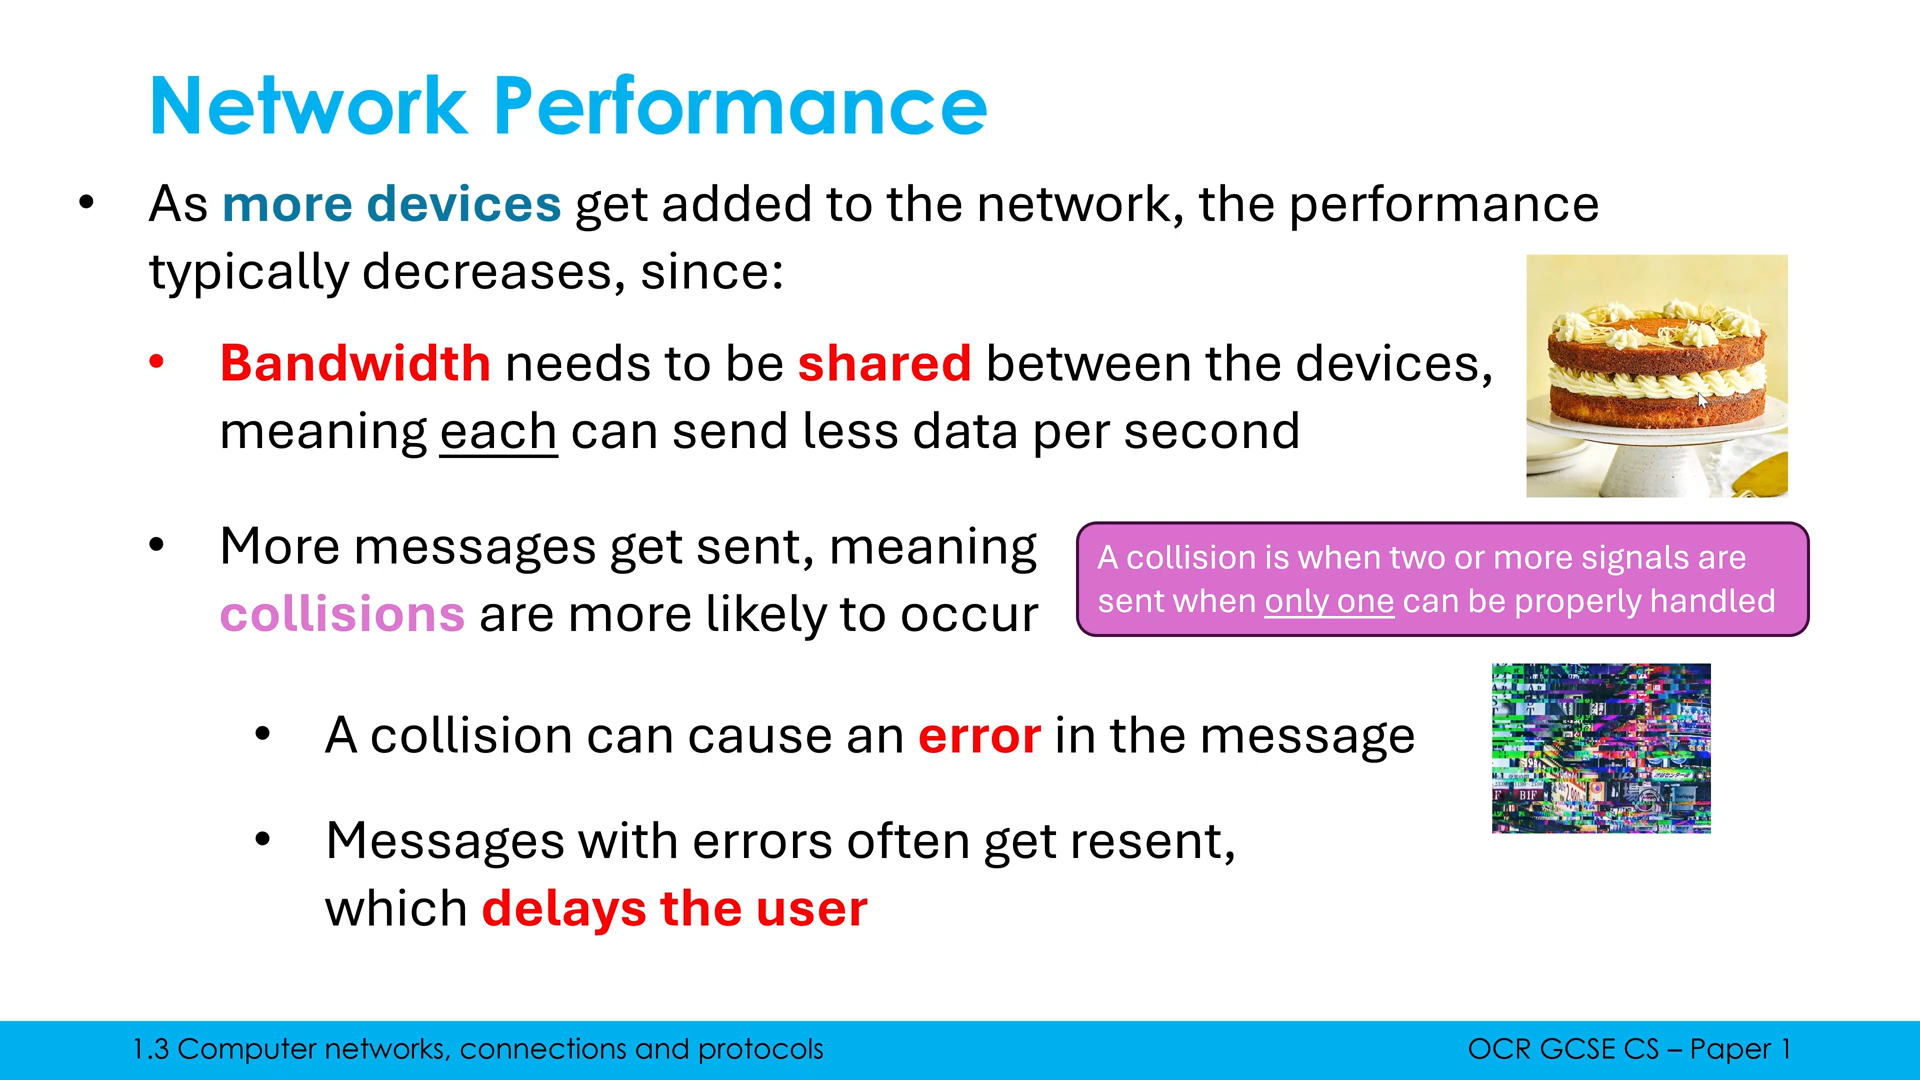 Network Performance
• As more devices get added to the network, the performance
typically decreases, since:
• Bandwidth needs to be shared between the devices,
meaning each can send less data per second
• More messages get sent, meaning
collisions are more likely to occur
A collision is when two or more signals are
sent when only one can be properly handled
• A collision can cause an error in the message
• Messages with errors often get resent,
which delays the user
1.3 Computer networks, connections and protocols
OCR GCSE CS – Paper 1